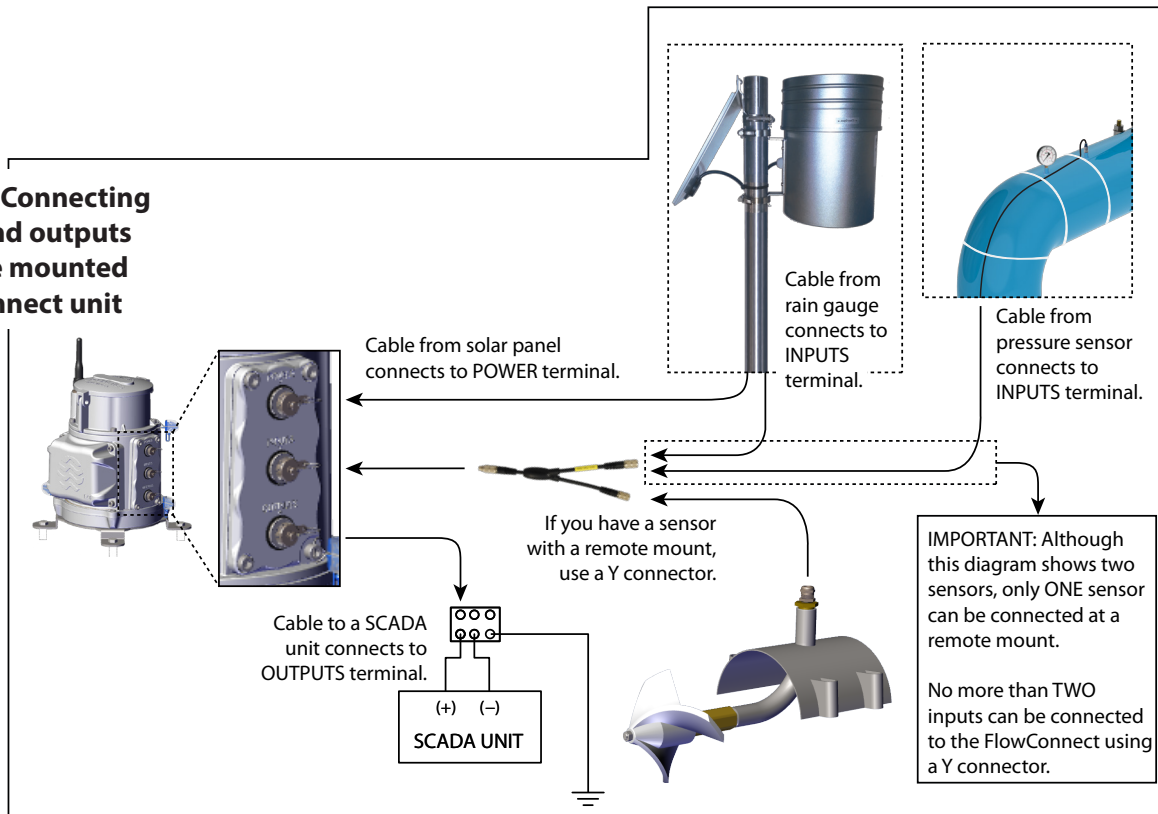 Connecting
nd outputs
e mounted
nnect unit
Cable from
rain gauge
connects to
INPUTS
terminal.
Cable from
pressure sensor
connects to
INPUTS terminal.
Cable from solar panel
connects to POWER terminal.
POWER
INPUTS
OUTPUTS
If you have a sensor
with a remote mount,
use a Y connector.
Cable to a SCADA
unit connects to
OUTPUTS terminal.
(+) (–)
SCADA UNIT
IMPORTANT: Although
this diagram shows two
sensors, only ONE sensor
can be connected at a
remote mount.
No more than TWO
inputs can be connected
to the FlowConnect using
a Y connector.